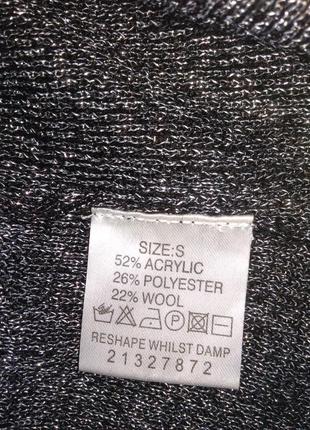 SIZE:S
52% ACRYLIC
26% POLYESTER
22% WOOL
P
RESHAPE WHILST DAMP
21327872